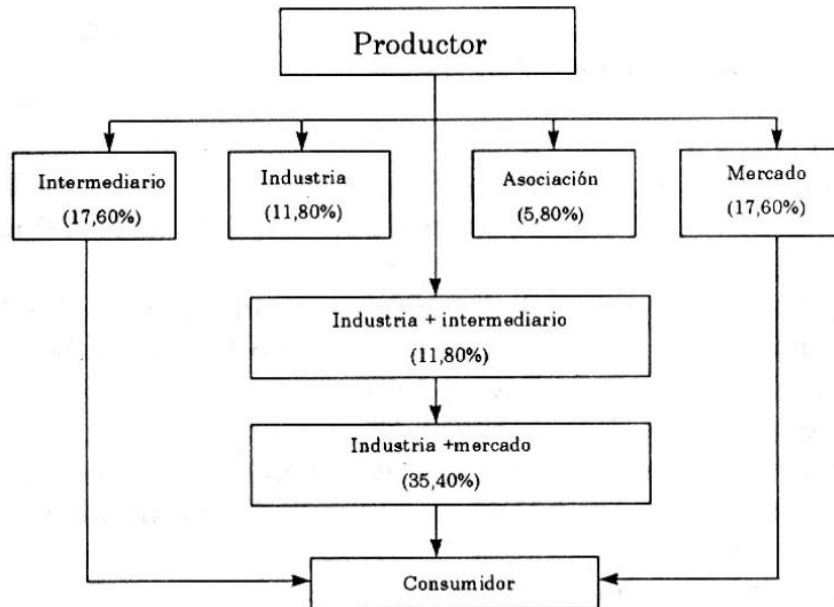 Productor
Intermediario
(17,60%)
Industria
(11,80%)
Asociación
(5,80%)
Mercado
(17,60%)
Industria + intermediario
(11,80%)
Industria +mercado
(35,40%)
Consumidor